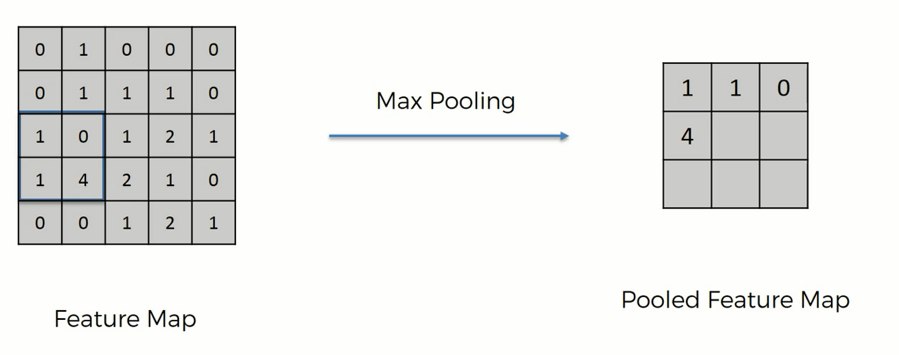 0 1 0 0 0
0 1 1 1 0
1 0 1 2 1
1 4 2 1 0
0 0 1 2 1
Feature Map
Max Pooling
1 1 0
4
Pooled Feature Map